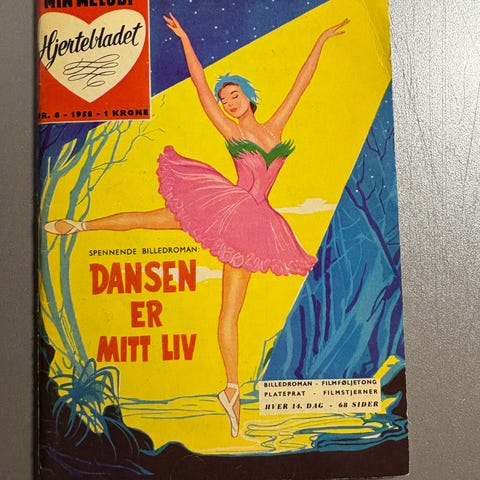 MIN MELODI
Hjertebladet
NR. 6 - 1958 - 1 KRONE
SPENNENDE BILLEDROMAN:
DANSEN
ER
MITT LIV
BILLEDROMAN - FILMFØLJETONG
PLATEPRAT - FILMSTJERNER
HVER 14. DAG - 68 SIDER